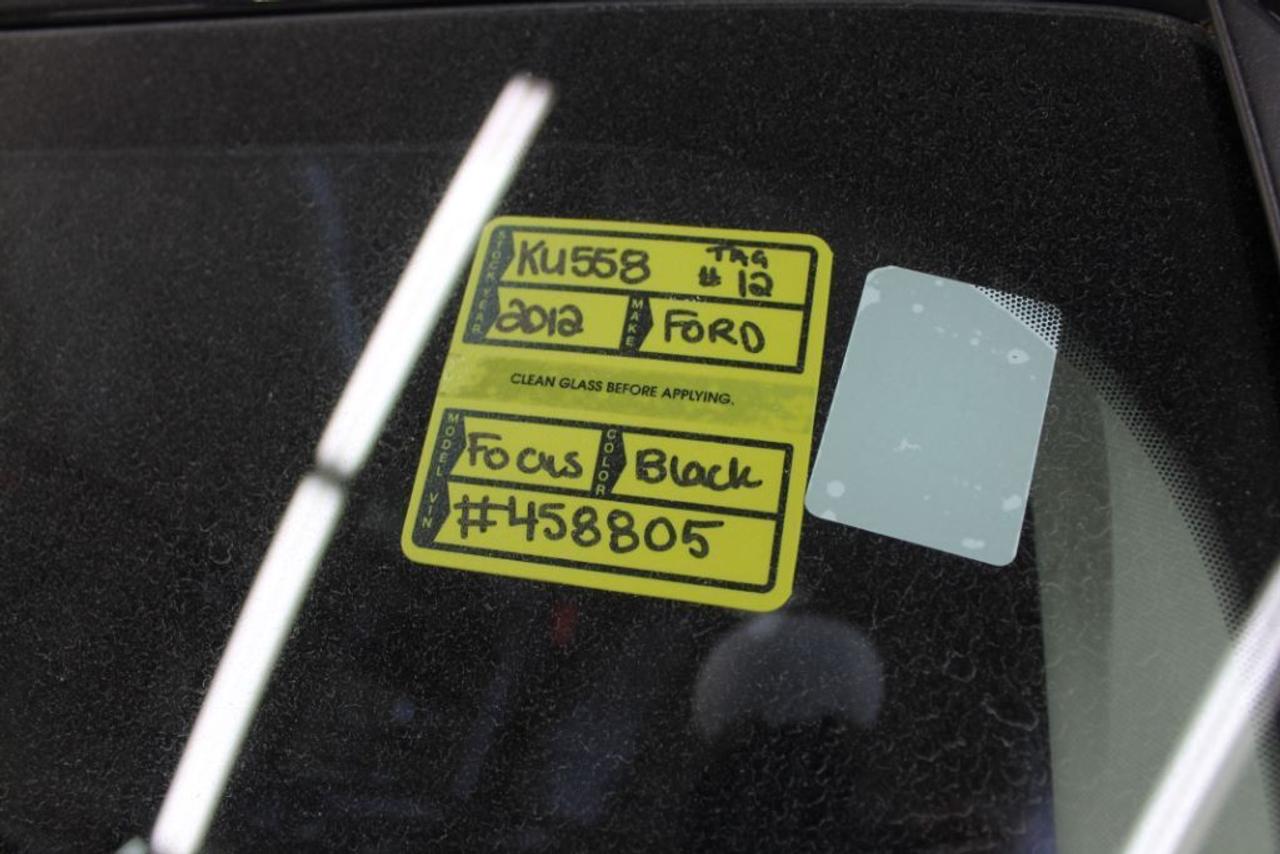 STOCK KU558 TAG
# 12
YEAR 2012 MAKE FORD
CLEAN GLASS BEFORE APPLYING.
MODEL Focus COLOR Black
VIN #458805